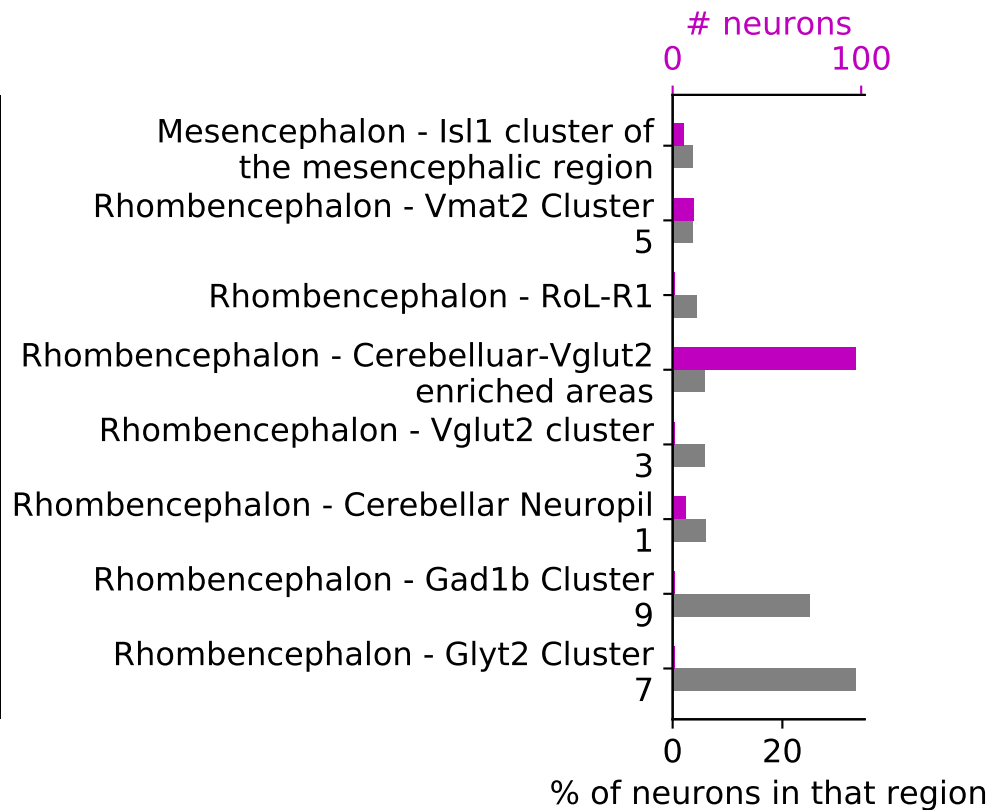 # neurons
0 100
Mesencephalon - Isl1 cluster of
the mesencephalic region
Rhombencephalon - Vmat2 Cluster
5
Rhombencephalon - RoL-R1
Rhombencephalon - Cerebelluar-Vglut2
enriched areas
Rhombencephalon - Vglut2 cluster
3
Rhombencephalon - Cerebellar Neuropil
1
Rhombencephalon - Gad1b Cluster
9
Rhombencephalon - Glyt2 Cluster
7
0 20
% of neurons in that region